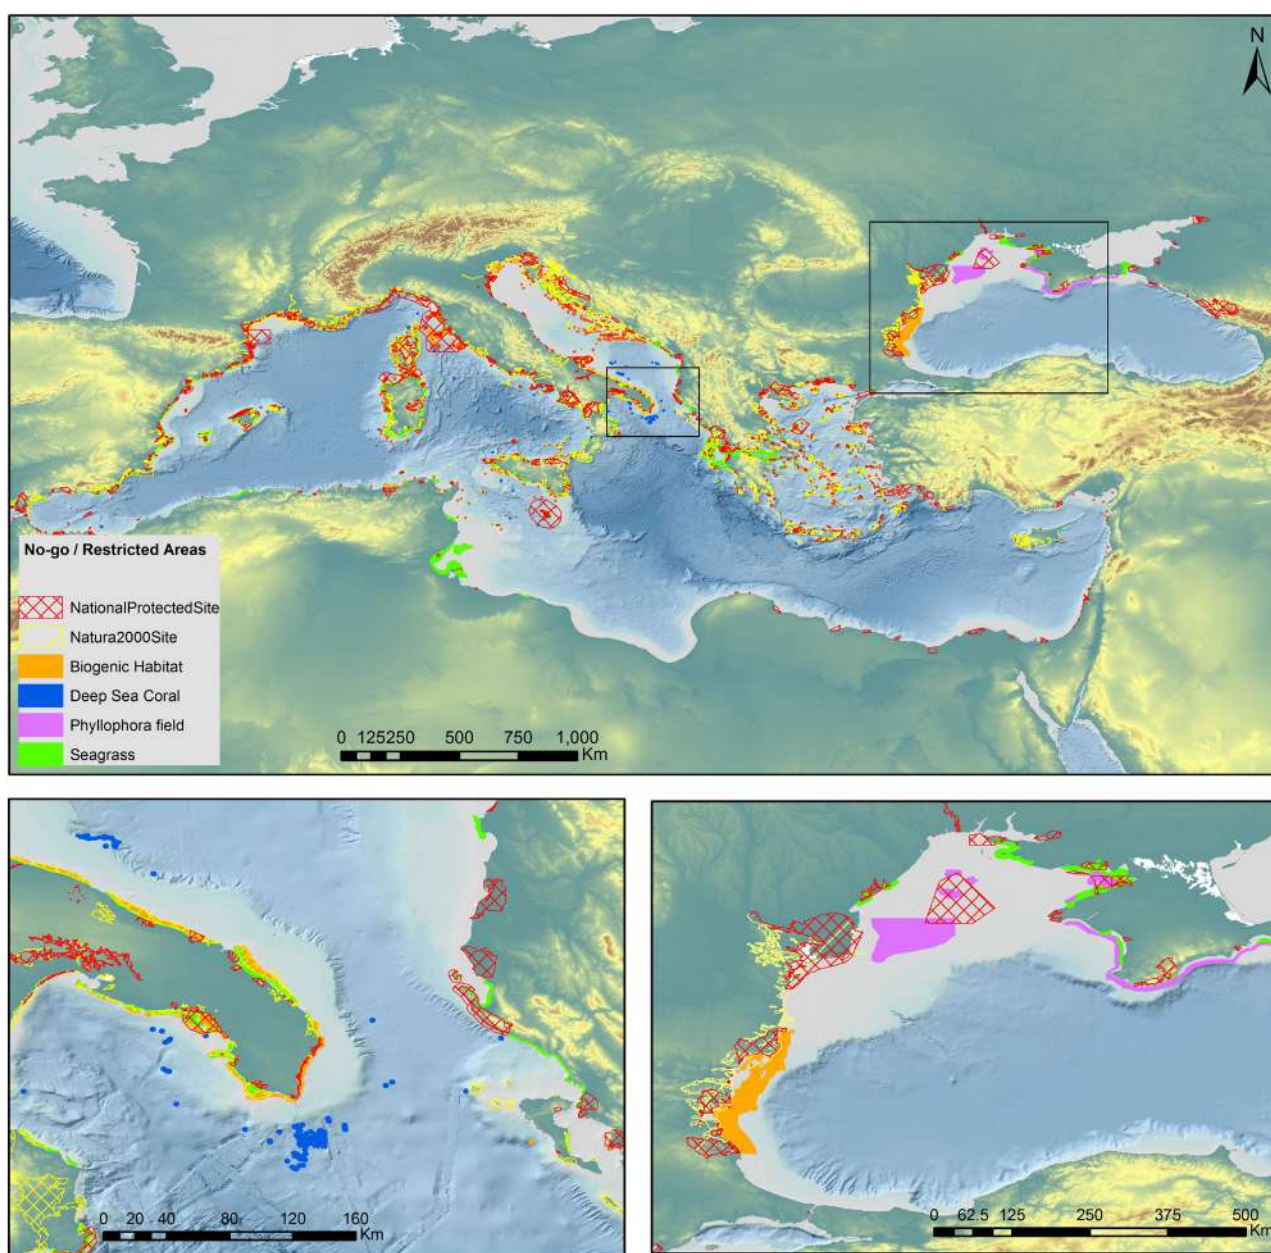 N
No-go / Restricted Areas
NationalProtectedSite
Natura2000Site
Biogenic Habitat
Deep Sea Coral
Phyllophora field
Seagrass
0 125250 500 750 1,000
Km
0 20 40 80 120 160
Km
0 62.5 125 250 375 500
Km